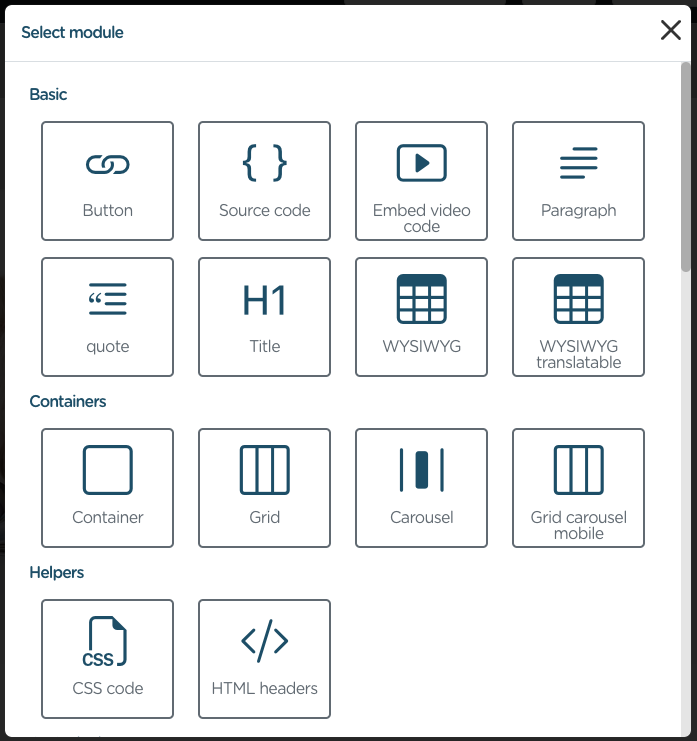 Select module
Basic
Button
Source code
Embed video
code
Paragraph
quote
H1
Title
WYSIWYG
WYSIWYG
translatable
Containers
Container
Grid
Carousel
Grid carousel
mobile
Helpers
CSS
CSS code
HTML headers